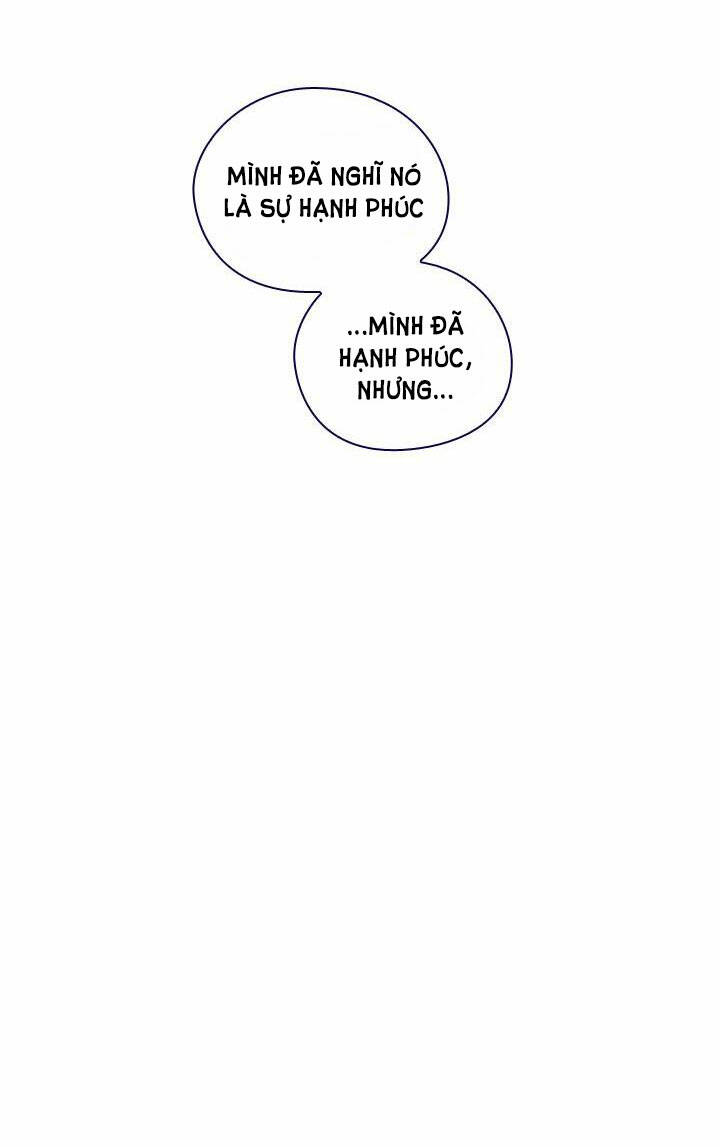 MÌNH ĐÃ NGHĨ NÓ
LÀ SỰ HẠNH PHÚC
...MÌNH ĐÃ
HẠNH PHÚC,
NHƯNG...